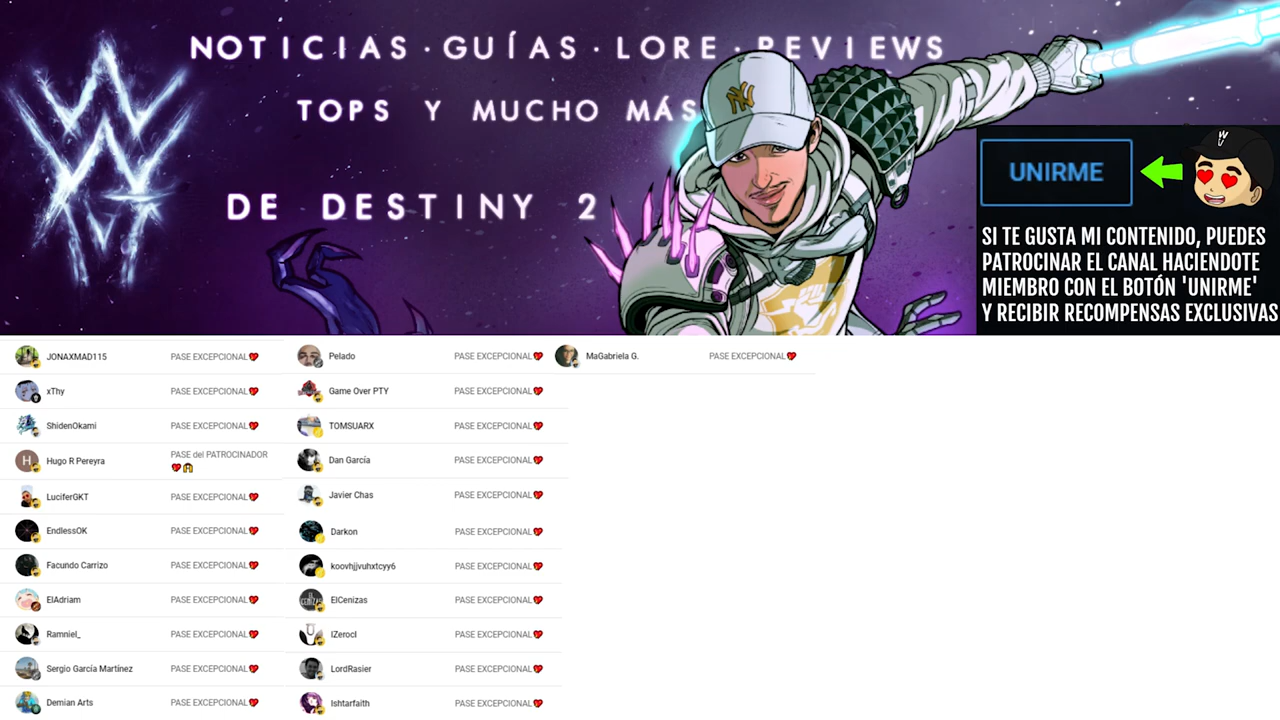 NOTICIAS · GUÍAS · LORE · REVIEWS
TOPS Y MUCHO MÁS
DE DESTINY 2
UNIRME
SI TE GUSTA MI CONTENIDO, PUEDES
PATROCINAR EL CANAL HACIENDOTE
MIEMBRO CON EL BOTÓN 'UNIRME'
Y RECIBIR RECOMPENSAS EXCLUSIVAS
JONAXMAD115 PASE EXCEPCIONAL
xThy PASE EXCEPCIONAL
ShidenOkami PASE EXCEPCIONAL
H Hugo R Pereyra PASE del PATROCINADOR
LuciferGKT PASE EXCEPCIONAL
EndlessOK PASE EXCEPCIONAL
Facundo Carrizo PASE EXCEPCIONAL
ElAdriam PASE EXCEPCIONAL
Ramniel_ PASE EXCEPCIONAL
Sergio García Martínez PASE EXCEPCIONAL
Demian Arts PASE EXCEPCIONAL
Pelado PASE EXCEPCIONAL
Game Over PTY PASE EXCEPCIONAL
TOMSUARX PASE EXCEPCIONAL
Dan García PASE EXCEPCIONAL
Javier Chas PASE EXCEPCIONAL
Darkon PASE EXCEPCIONAL
koovhjjvuhxtcyy6 PASE EXCEPCIONAL
ElCenizas PASE EXCEPCIONAL
PASE EXCEPCIONAL
LordRasier PASE EXCEPCIONAL
Ishtarfaith PASE EXCEPCIONAL
MaGabriela G. PASE EXCEPCIONAL